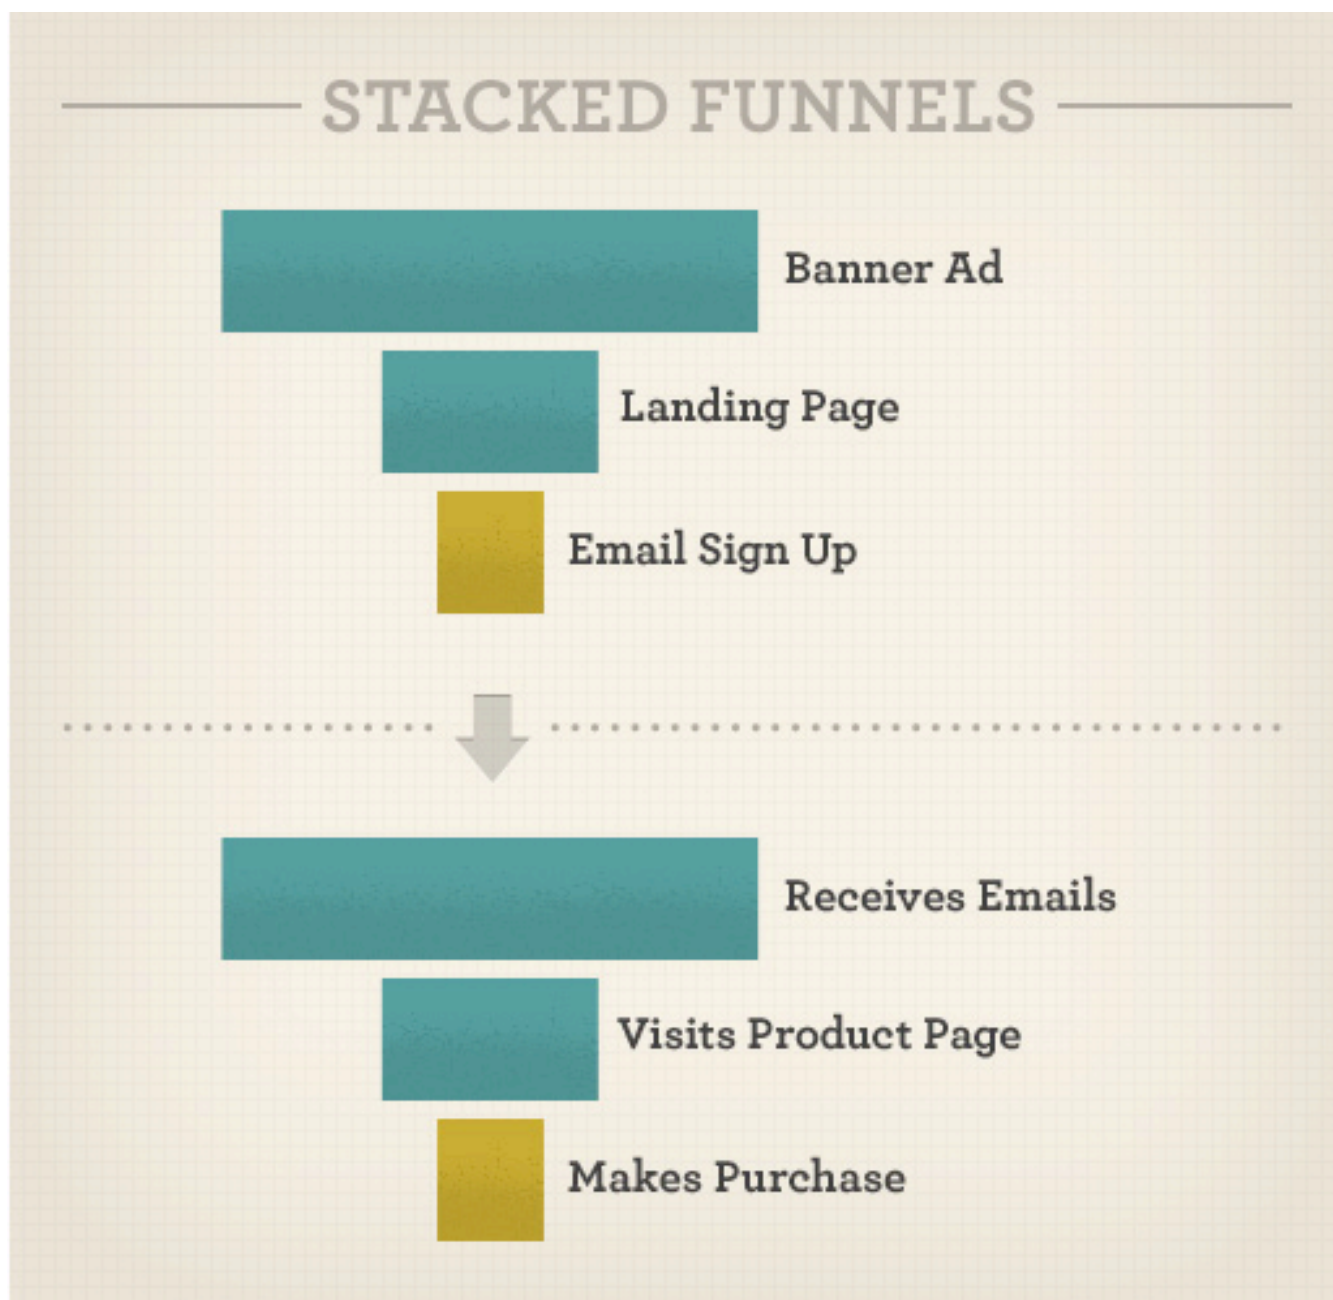 STACKED FUNNELS
Banner Ad
Landing Page
Email Sign Up
Receives Emails
Visits Product Page
Makes Purchase